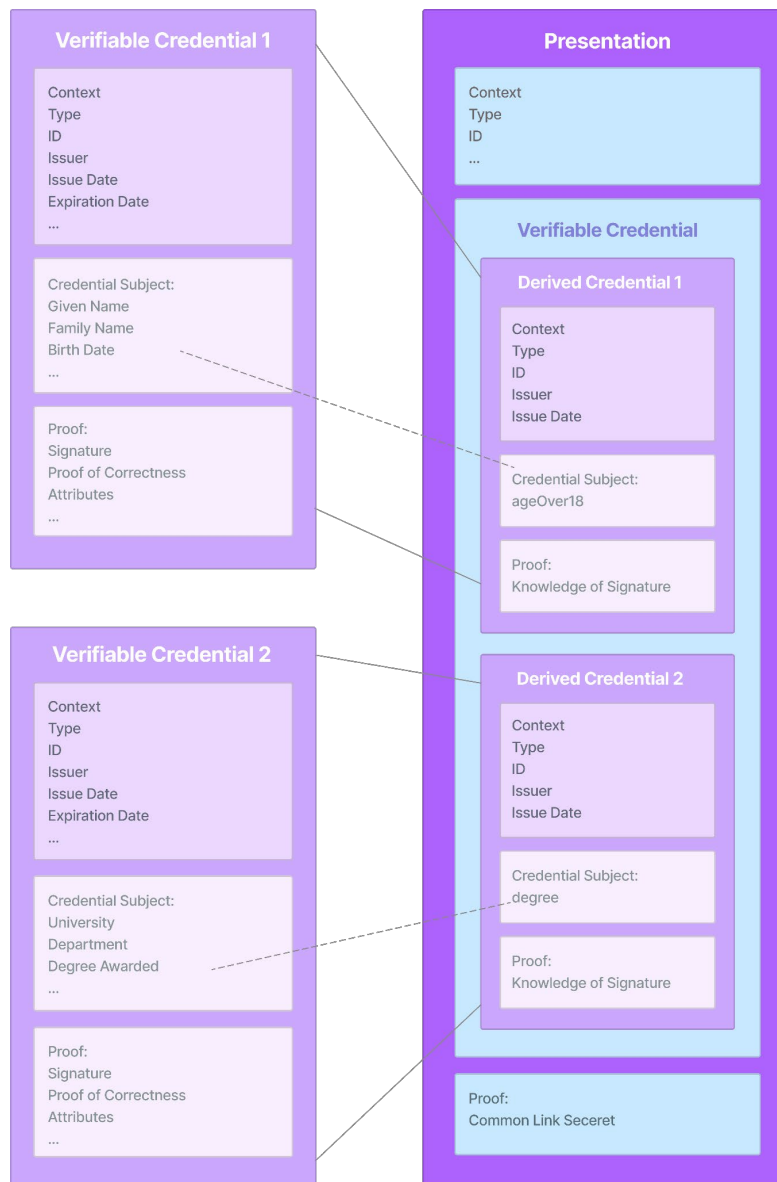 Verifiable Credential 1
Context
Type
ID
Issuer
Issue Date
Expiration Date
...
Credential Subject:
Given Name
Family Name
Birth Date
...
Proof:
Signature
Proof of Correctness
Attributes
...
Verifiable Credential 2
Context
Type
ID
Issuer
Issue Date
Expiration Date
...
Credential Subject:
University
Department
Degree Awarded
...
Proof:
Signature
Proof of Correctness
Attributes
...
Presentation
Context
Type
ID
...
Verifiable Credential
Derived Credential 1
Context
Type
ID
Issuer
Issue Date
Credential Subject:
ageOver18
Proof:
Knowledge of Signature
Derived Credential 2
Context
Type
ID
Issuer
Issue Date
Credential Subject:
degree
Proof:
Knowledge of Signature
Proof:
Common Link Seceret